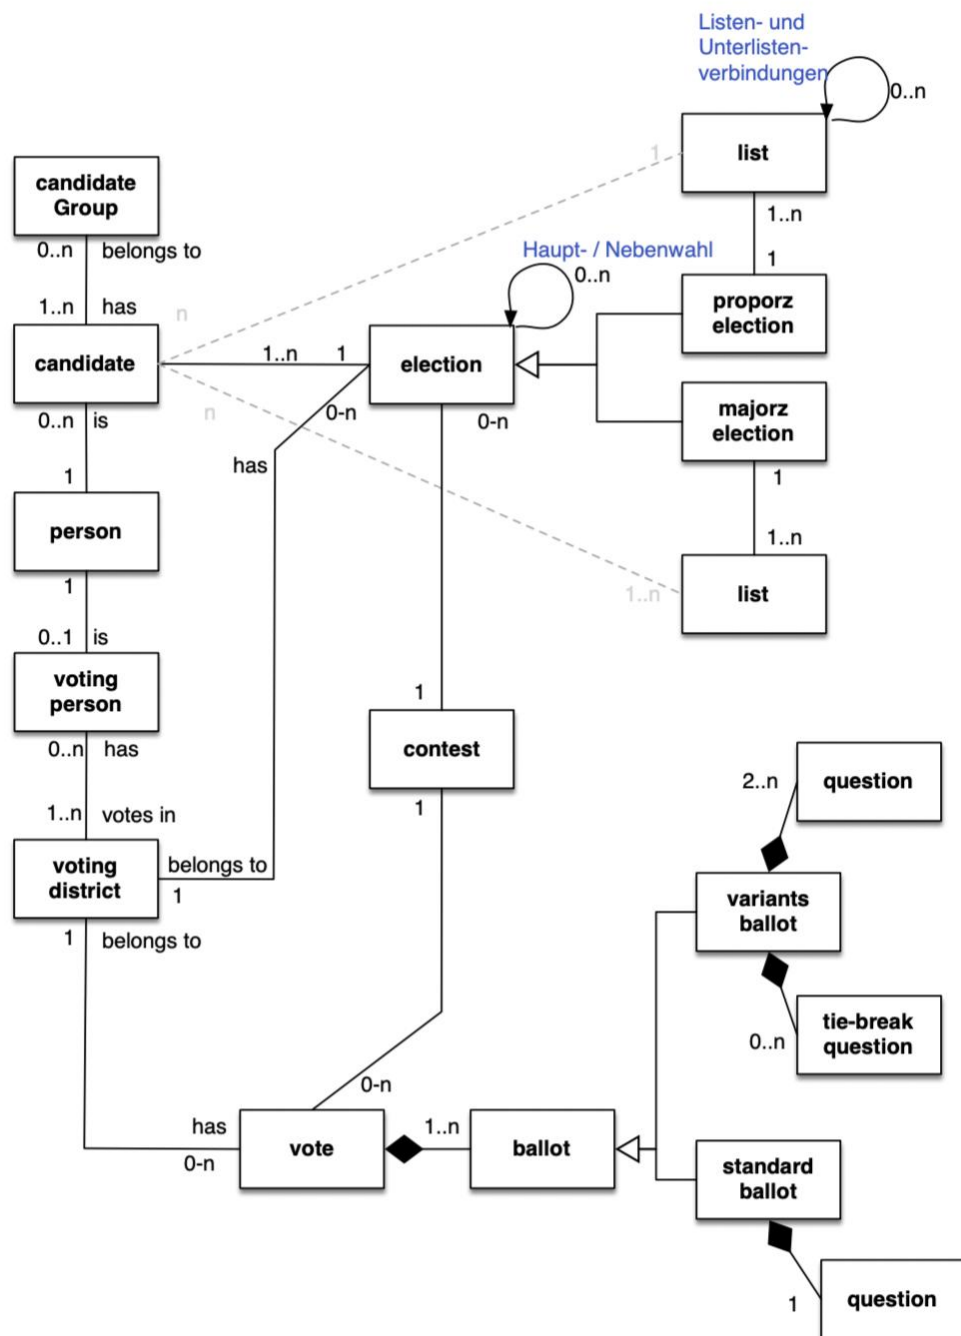 Listen- und
Unterlisten-
verbindungen
0..n
list
1
1..n
1
candidate
Group
0..n belongs to
1..n has
n
Haupt- / Nebenwahl
0..n
proporz
election
candidate
1..n 1
election
n
0-n
0-n
majorz
election
0..n is
has
1
1
1..n
person
1
1..n
list
0..1 is
voting
person
1
contest
0..n has
1
2..n
question
1..n votes in
voting
district
belongs to
1
variants
ballot
1 belongs to
0..n
tie-break
question
0-n
has
0-n
vote
1..n
ballot
standard
ballot
1
question